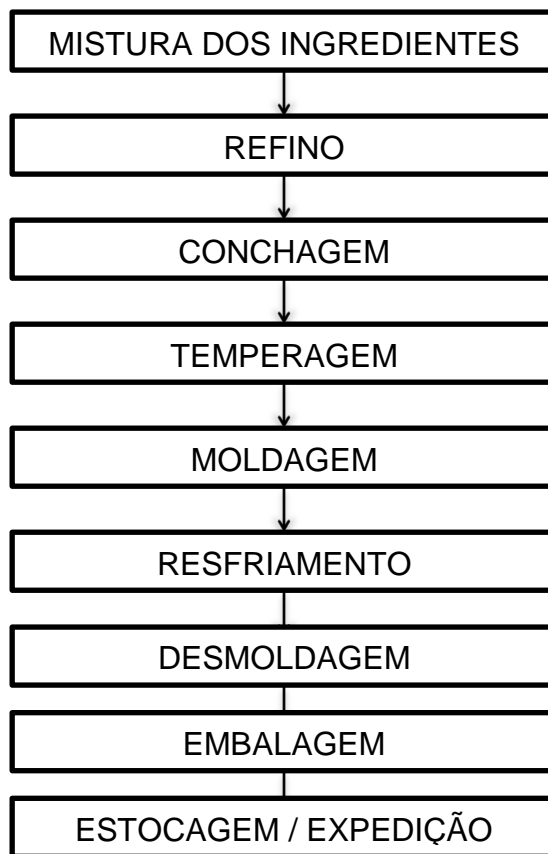 MISTURA DOS INGREDIENTES
REFINO
CONCHAGEM
TEMPERAGEM
MOLDAGEM
RESFRIAMENTO
DESMOLDAGEM
EMBALAGEM
ESTOCAGEM / EXPEDIÇÃO